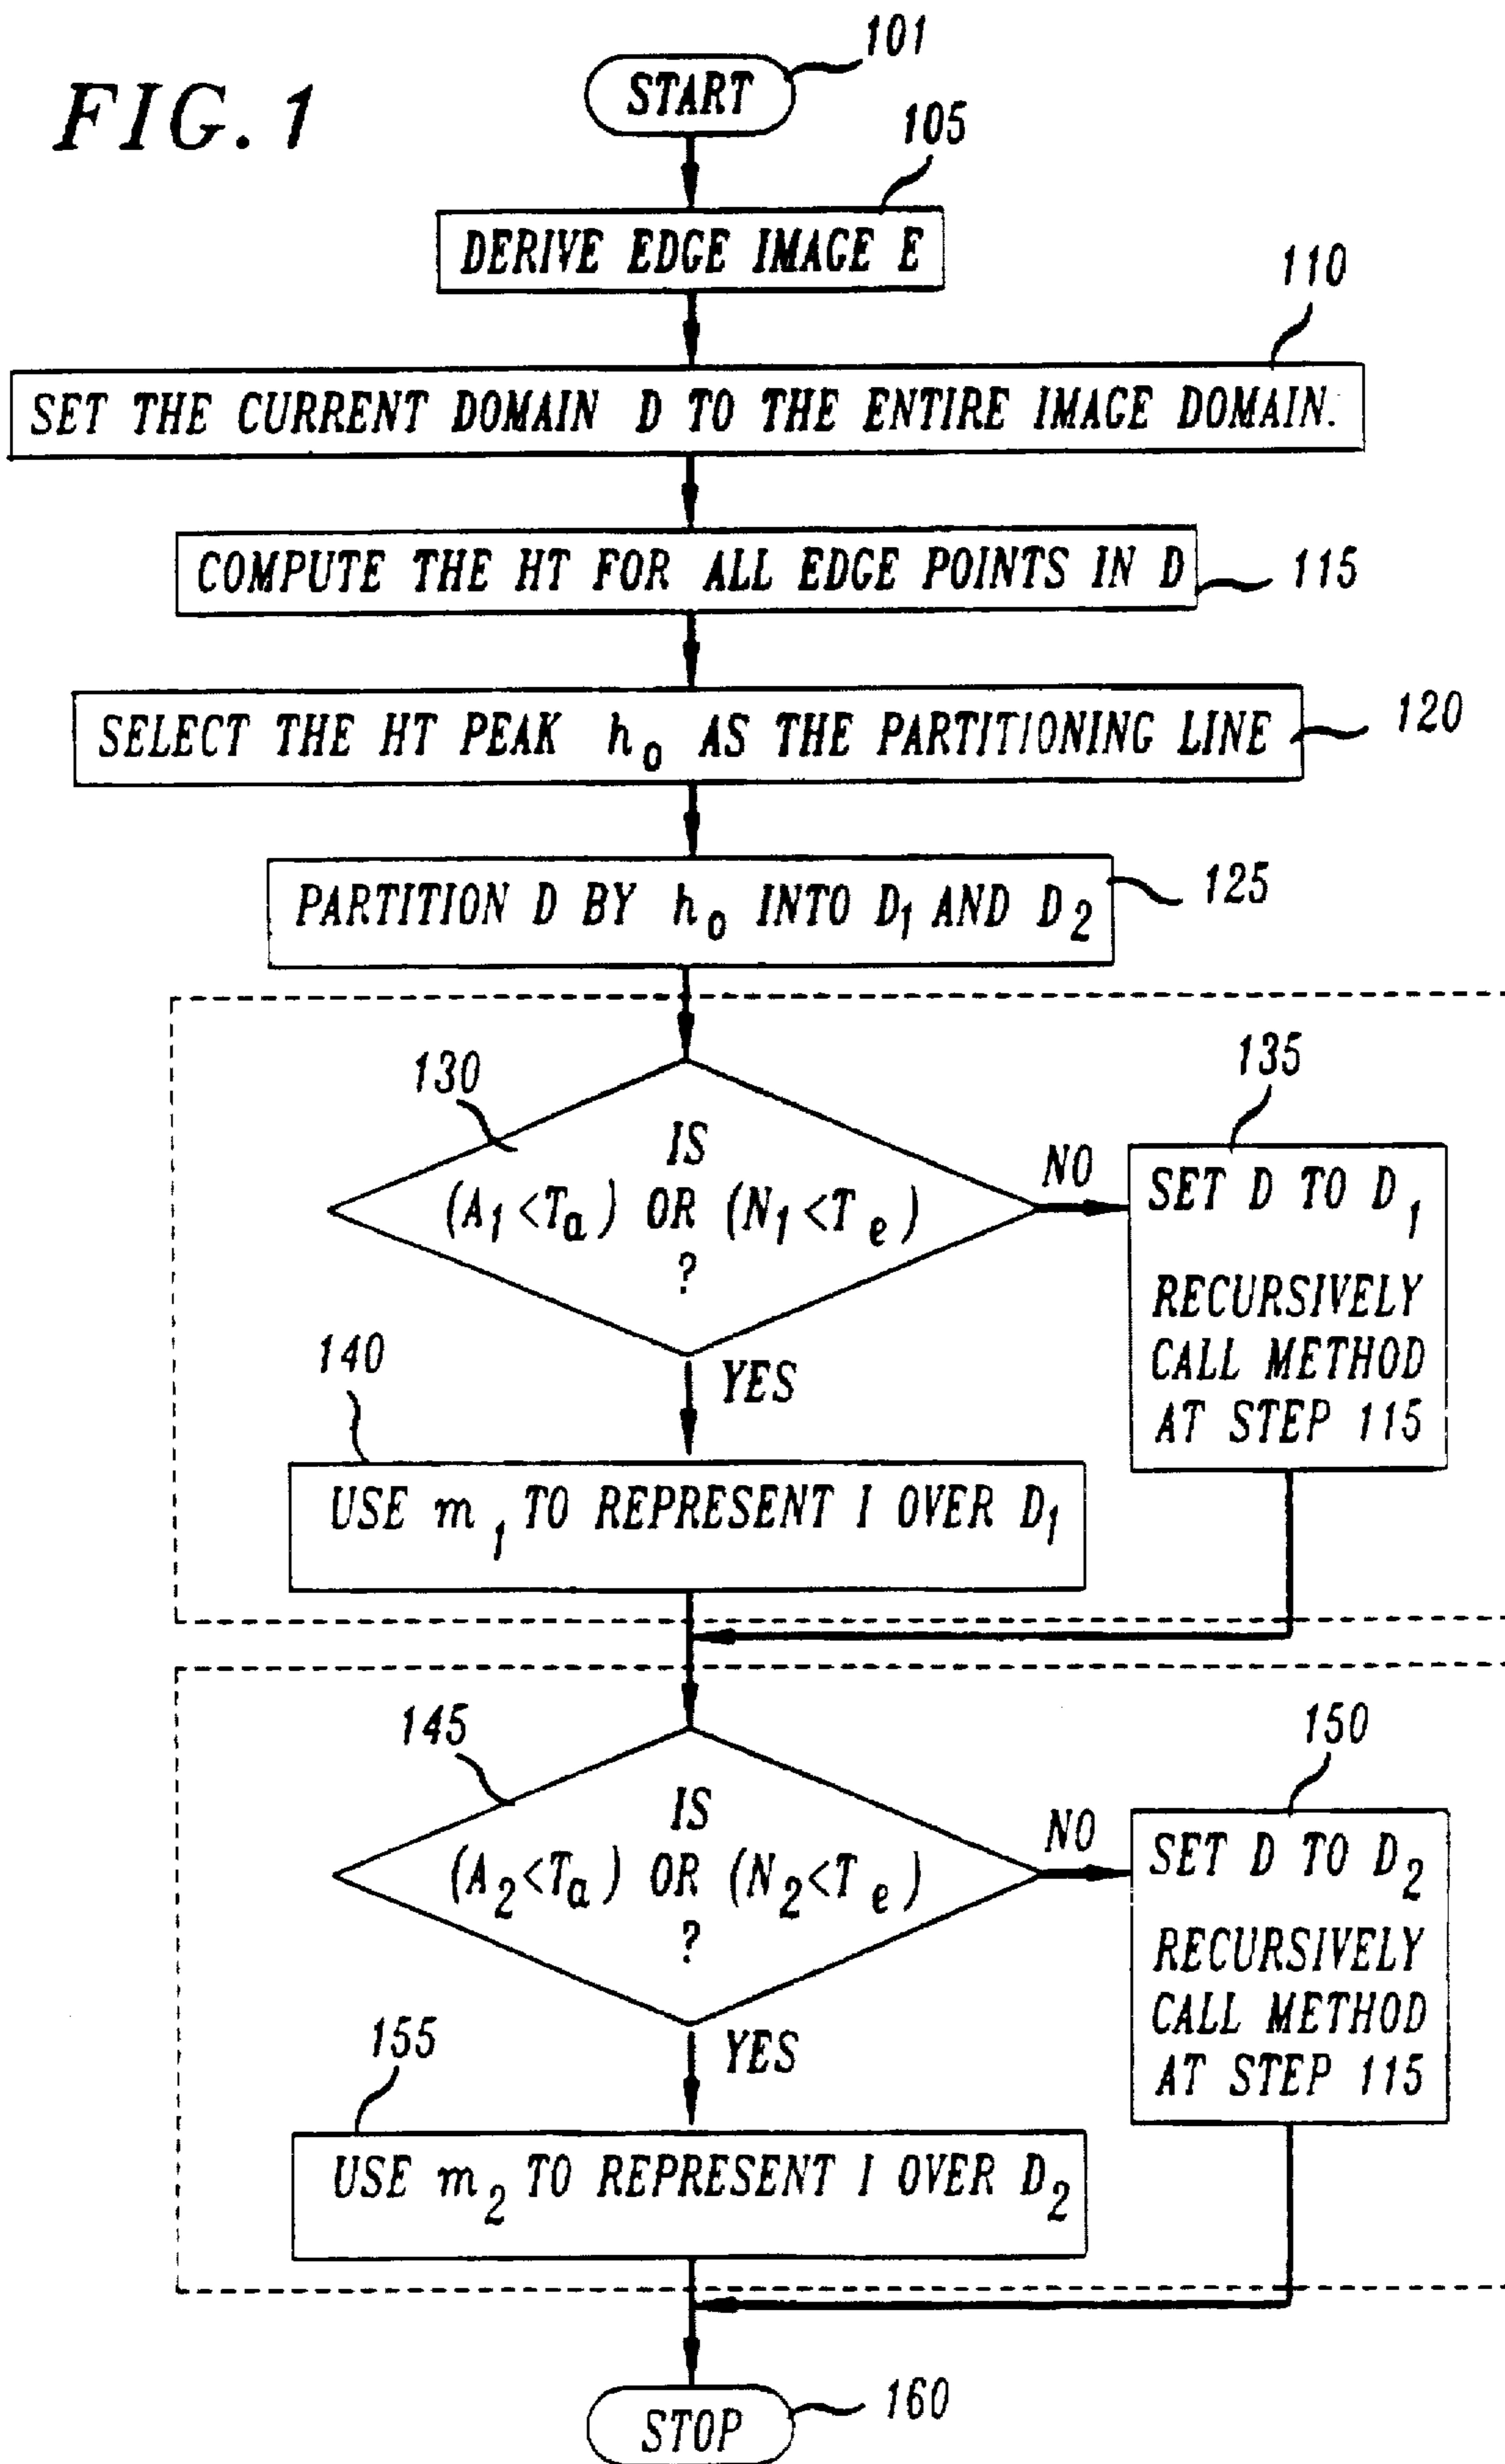 FIG. 1
101
START
105
DERIVE EDGE IMAGE E
110
SET THE CURRENT DOMAIN D TO THE ENTIRE IMAGE DOMAIN.
COMPUTE THE HT FOR ALL EDGE POINTS IN D
115
SELECT THE HT PEAK h₀ AS THE PARTITIONING LINE
120
PARTITION D BY h₀ INTO D₁ AND D₂
125
130
IS
(A₁<Tₐ) OR (N₁<Tₑ)
?
NO
135
SET D TO D₁
RECURSIVELY
CALL METHOD
AT STEP 115
YES
140
USE m₁ TO REPRESENT I OVER D₁
145
IS
(A₂<Tₐ) OR (N₂<Tₑ)
?
NO
150
SET D TO D₂
RECURSIVELY
CALL METHOD
AT STEP 115
YES
155
USE m₂ TO REPRESENT I OVER D₂
STOP
160